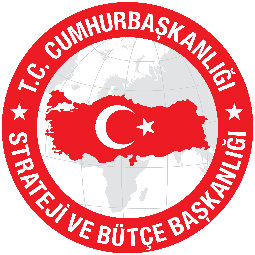 T.C. CUMHURBAŞKANLIĞI
STRATEJİ VE BÜTÇE BAŞKANLIĞI